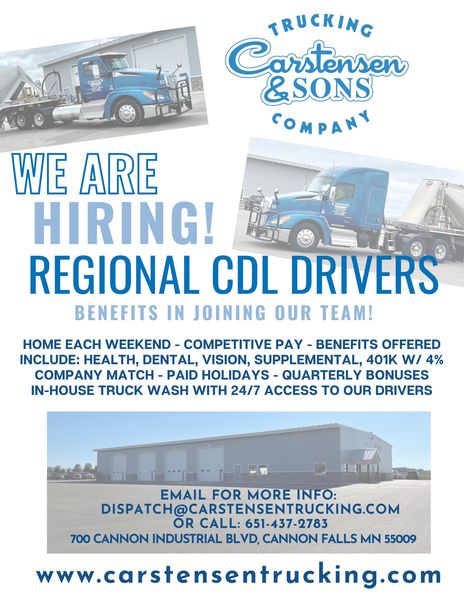 TRUCKING
Carstensen
& SONS
COMPANY
WE ARE
HIRING!
REGIONAL CDL DRIVERS
BENEFITS IN JOINING OUR TEAM!
HOME EACH WEEKEND - COMPETITIVE PAY - BENEFITS OFFERED
INCLUDE: HEALTH, DENTAL, VISION, SUPPLEMENTAL, 401K W/ 4%
COMPANY MATCH - PAID HOLIDAYS - QUARTERLY BONUSES
IN-HOUSE TRUCK WASH WITH 24/7 ACCESS TO OUR DRIVERS
EMAIL FOR MORE INFO:
DISPATCH@CARSTENSENTRUCKING.COM
OR CALL: 651-437-2783
700 CANNON INDUSTRIAL BLVD, CANNON FALLS MN 55009
www.carstensentrucking.com